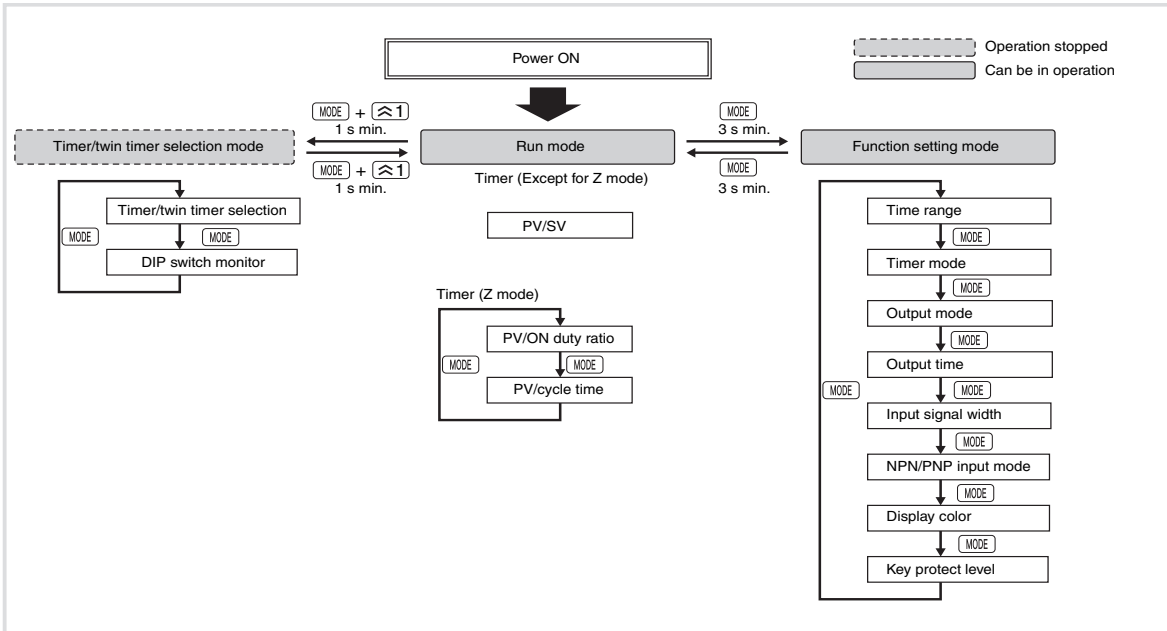 Power ON
Operation stopped
Can be in operation
MODE + ≪1
1 s min.
MODE
3 s min.
Timer/twin timer selection mode
Run mode
Function setting mode
MODE + ≪1
1 s min.
MODE
3 s min.
Timer (Except for Z mode)
Timer/twin timer selection
MODE
MODE
DIP switch monitor
PV/SV
Timer (Z mode)
PV/ON duty ratio
MODE
MODE
PV/cycle time
Time range
MODE
Timer mode
MODE
Output mode
MODE
Output time
MODE
MODE
Input signal width
MODE
NPN/PNP input mode
MODE
Display color
MODE
Key protect level